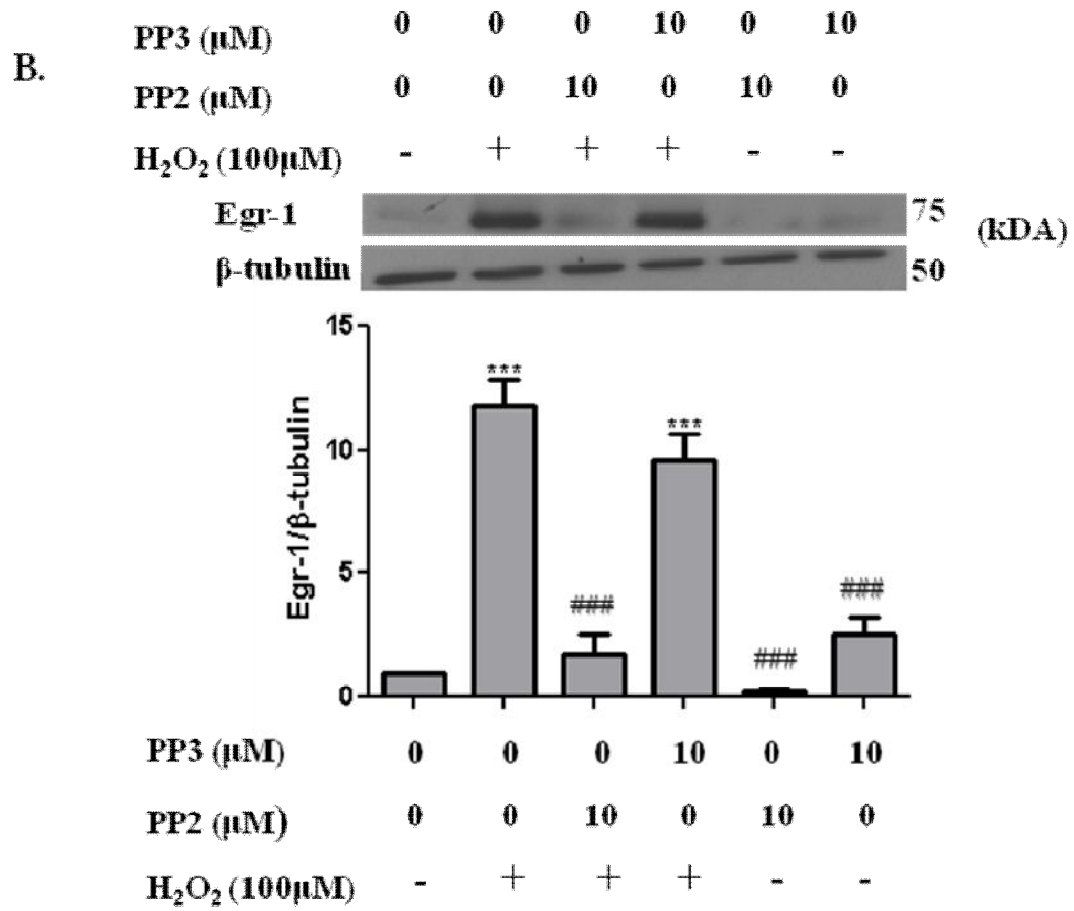 PP3 (μM) 0 0 0 10 0 10
B.
PP2 (μM) 0 0 10 0 10 0
H₂O₂ (100μM) - + + + - -
Egr-1 75
(kDA)
β-tubulin 50
15
***
***
10
Egr-1/β-tubulin
5
### ### ###
0
PP3 (μM) 0 0 0 10 0 10
PP2 (μM) 0 0 10 0 10 0
H₂O₂ (100μM) - + + + - -